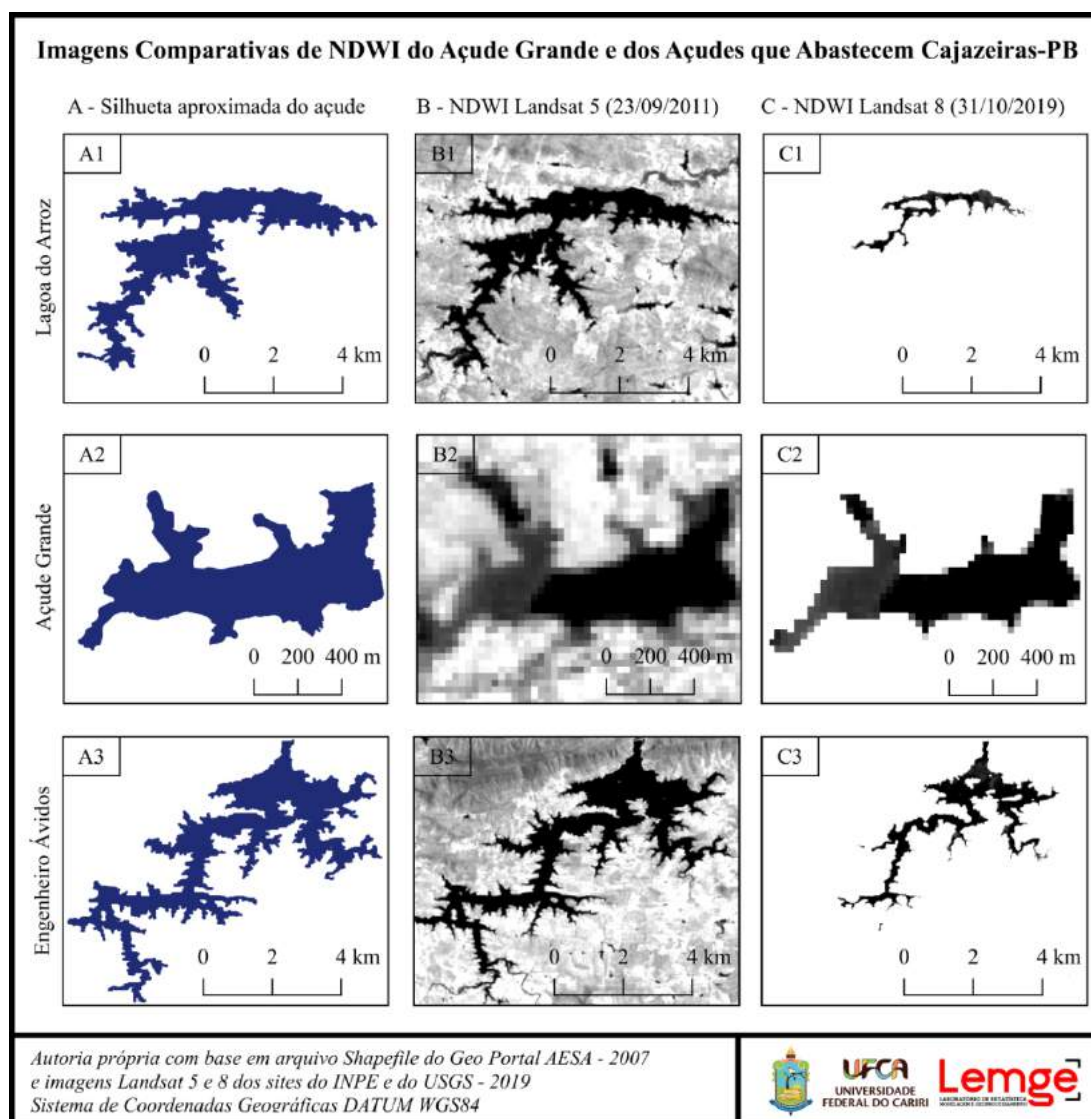 Imagens Comparativas de NDWI do Açude Grande e dos Açudes que Abastecem Cajazeiras-PB
A - Silhueta aproximada do açude
B - NDWI Landsat 5 (23/09/2011)
C - NDWI Landsat 8 (31/10/2019)
Lagoa do Arroz
A1
0 2 4 km
B1
0 2 4 km
C1
0 2 4 km
Açude Grande
A2
0 200 400 m
B2
0 200 400 m
C2
0 200 400 m
Engenheiro Ávidos
A3
0 2 4 km
B3
0 2 4 km
C3
0 2 4 km
Autoria própria com base em arquivo Shapefile do Geo Portal AESA - 2007
e imagens Landsat 5 e 8 dos sites do INPE e do USGS - 2019
Sistema de Coordenadas Geográficas DATUM WGS84
UFCA
UNIVERSIDADE
FEDERAL DO CARIRI
Lemge